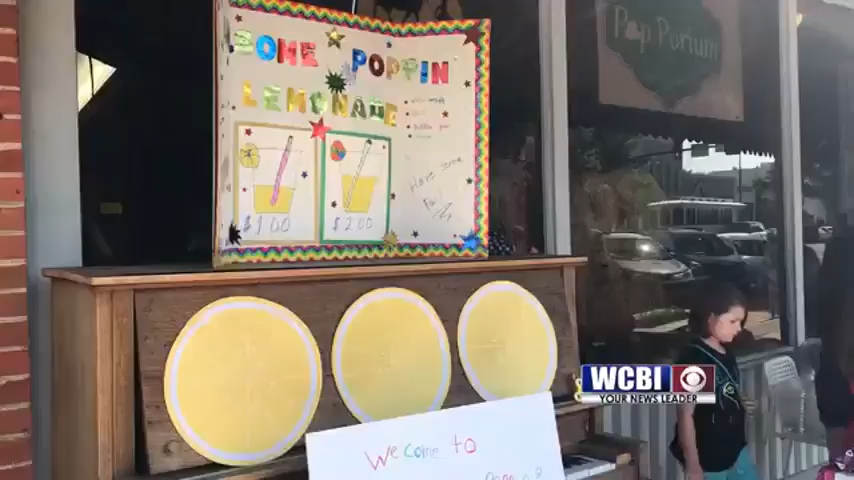 Pop Porium
SOME POPPIN
LEMONADE
Have some
fun!
$1.00 $2.00
WCBI
YOUR NEWS LEADER
Welcome to